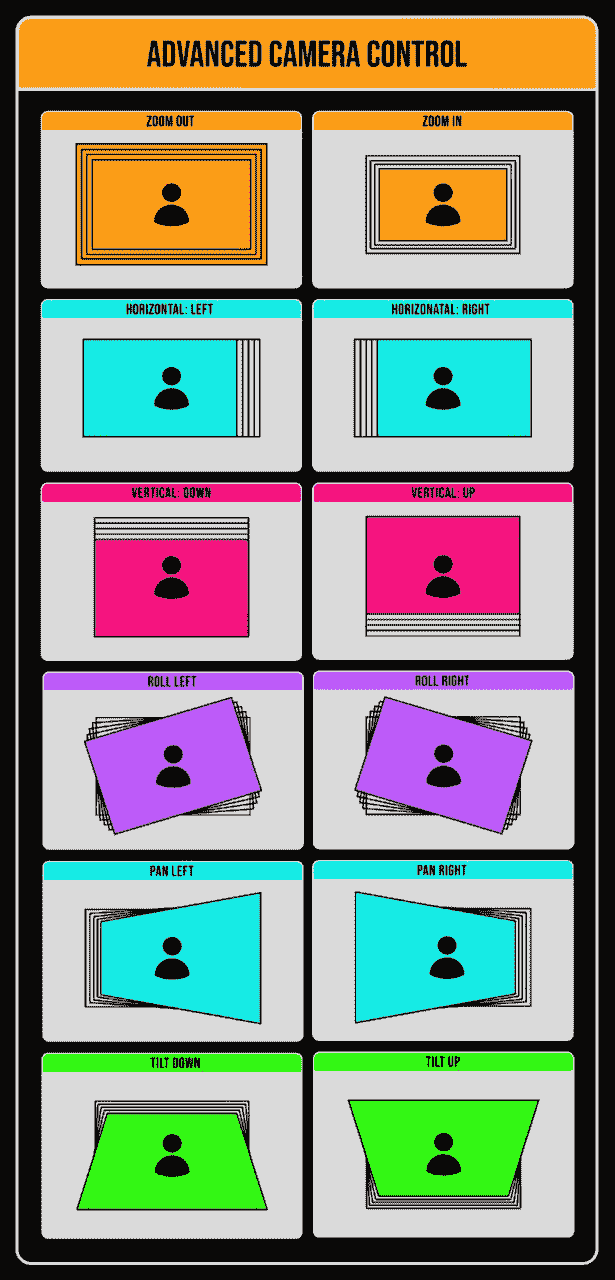 ADVANCED CAMERA CONTROL
ZOOM OUT
ZOOM IN
HORIZONTAL: LEFT
HORIZONATAL: RIGHT
VERTICAL: DOWN
VERTICAL: UP
ROLL LEFT
ROLL RIGHT
PAN LEFT
PAN RIGHT
TILT DOWN
TILT UP